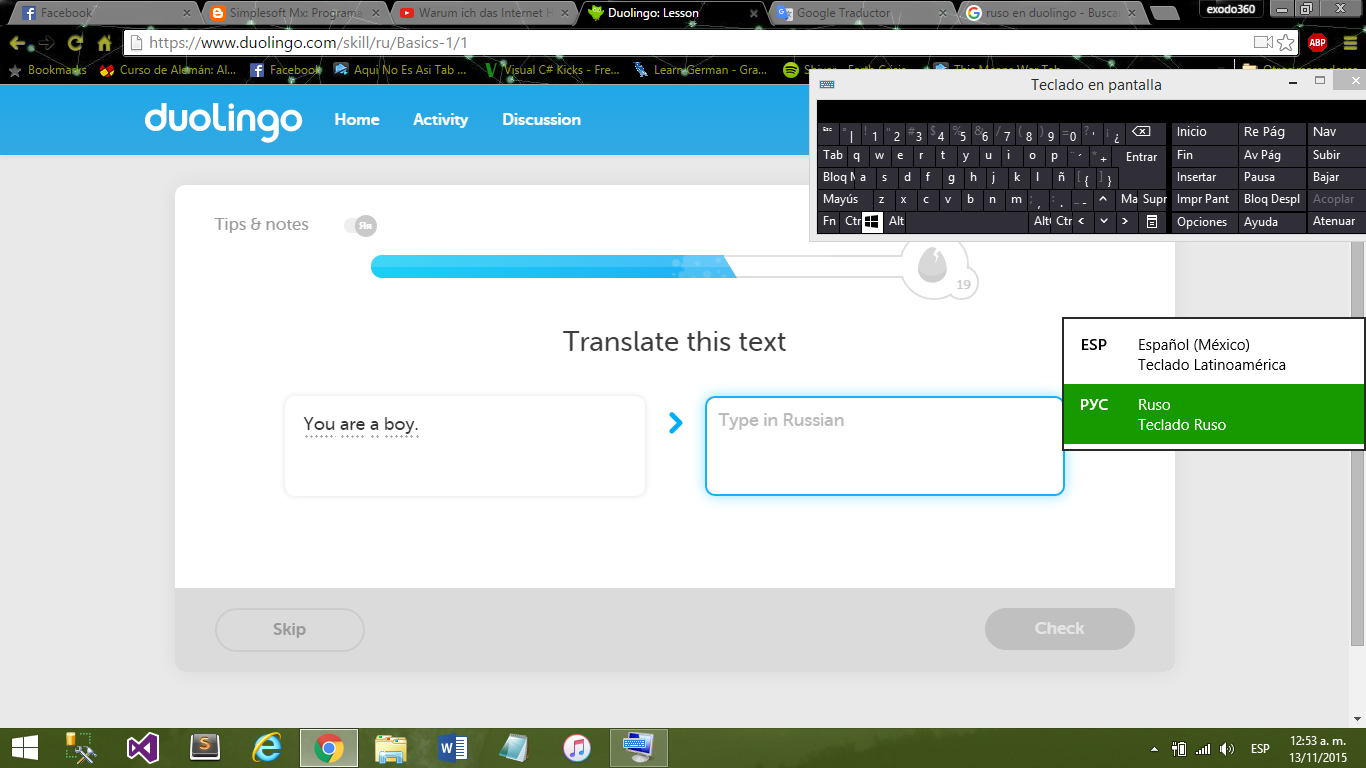 Facebook
Simplesoft Mx: Programa
Warum ich das Internet H
Duolingo: Lesson
Google Traductor
ruso en duolingo - Busca
exodo360
https://www.duolingo.com/skill/ru/Basics-1/1
ABP
Bookmarks
Curso de Alemán: Al...
Facebook
Aqui No Es Asi Tab ...
Visual C# Kicks - Fre...
Learn German - Gra...
Teclado en pantalla
duolingo
Home
Activity
Discussion
Esc ° | ! 1 " 2 # 3 $ 4 % 5 & 6 / 7 ( 8 ) 9 = 0 ? ' ¡ ¿
Inicio Re Pág Nav
Tab q w e r t y u i o p ¨ ´ * + Entrar
Fin Av Pág Subir
Bloq M a s d f g h j k l ñ [ { ] }
Insertar Pausa Bajar
Mayús z x c v b n m ; , : . _ - ^ Ma Supr
Impr Pant Bloq Despl Acoplar
Fn Ctr Alt Alt Ctr < >
Opciones Ayuda Atenuar
Tips & notes
Яя
19
Translate this text
You are a boy.
Type in Russian
ESP Español (México)
Teclado Latinoamérica
РУС Ruso
Teclado Ruso
Skip
Check
ESP
12:53 a. m.
13/11/2015